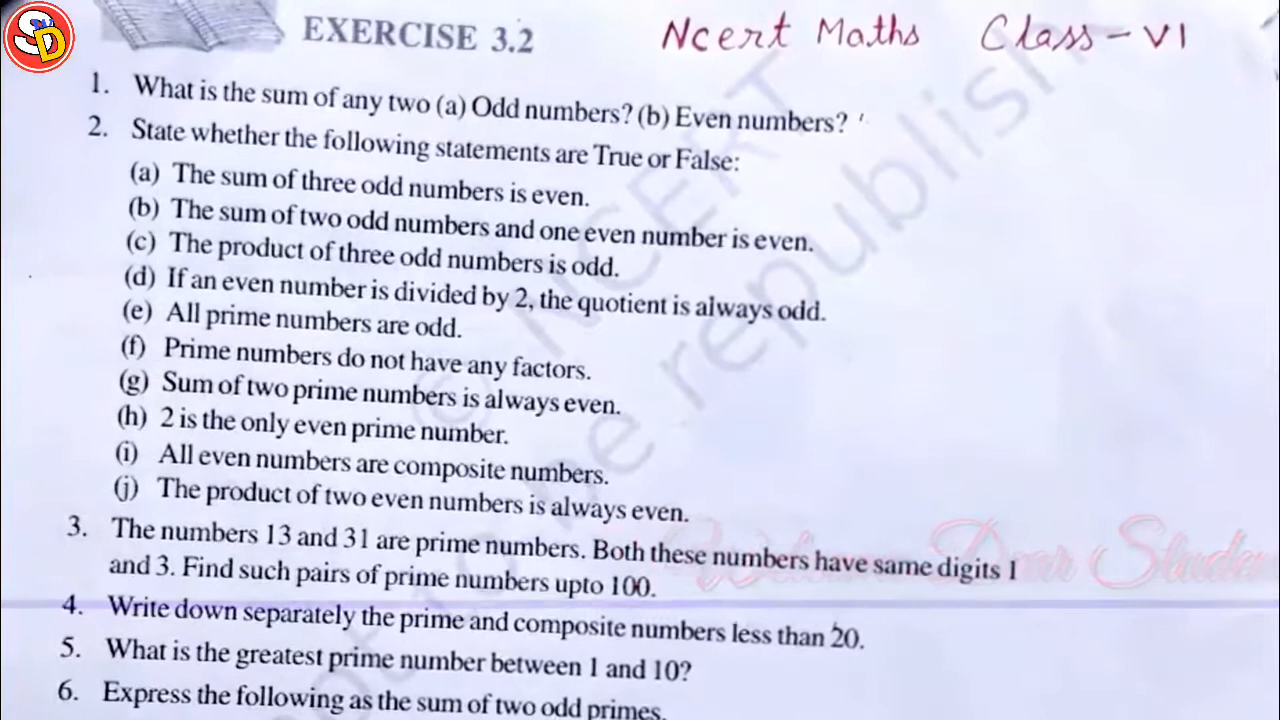 SD
EXERCISE 3.2
Ncert Maths Class-VI
1. What is the sum of any two (a) Odd numbers? (b) Even numbers?
2. State whether the following statements are True or False:
(a) The sum of three odd numbers is even.
(b) The sum of two odd numbers and one even number is even.
(c) The product of three odd numbers is odd.
(d) If an even number is divided by 2, the quotient is always odd.
(e) All prime numbers are odd.
(f) Prime numbers do not have any factors.
(g) Sum of two prime numbers is always even.
(h) 2 is the only even prime number.
(i) All even numbers are composite numbers.
(j) The product of two even numbers is always even.
3. The numbers 13 and 31 are prime numbers. Both these numbers have same digits 1
and 3. Find such pairs of prime numbers upto 100.
4. Write down separately the prime and composite numbers less than 20.
5. What is the greatest prime number between 1 and 10?
6. Express the following as the sum of two odd primes.
© NCERT
be republish
Dear Studen